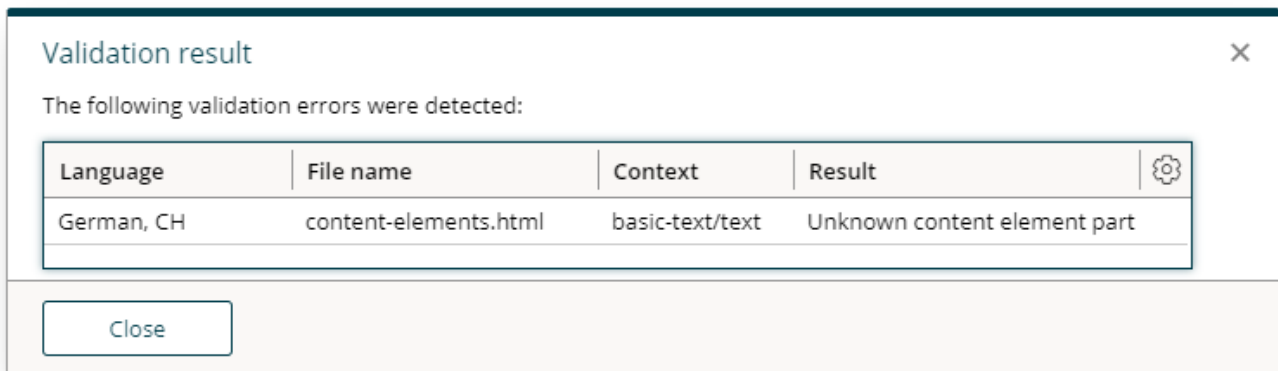 Validation result
The following validation errors were detected:
Language File name Context Result
German, CH content-elements.html basic-text/text Unknown content element part
Close